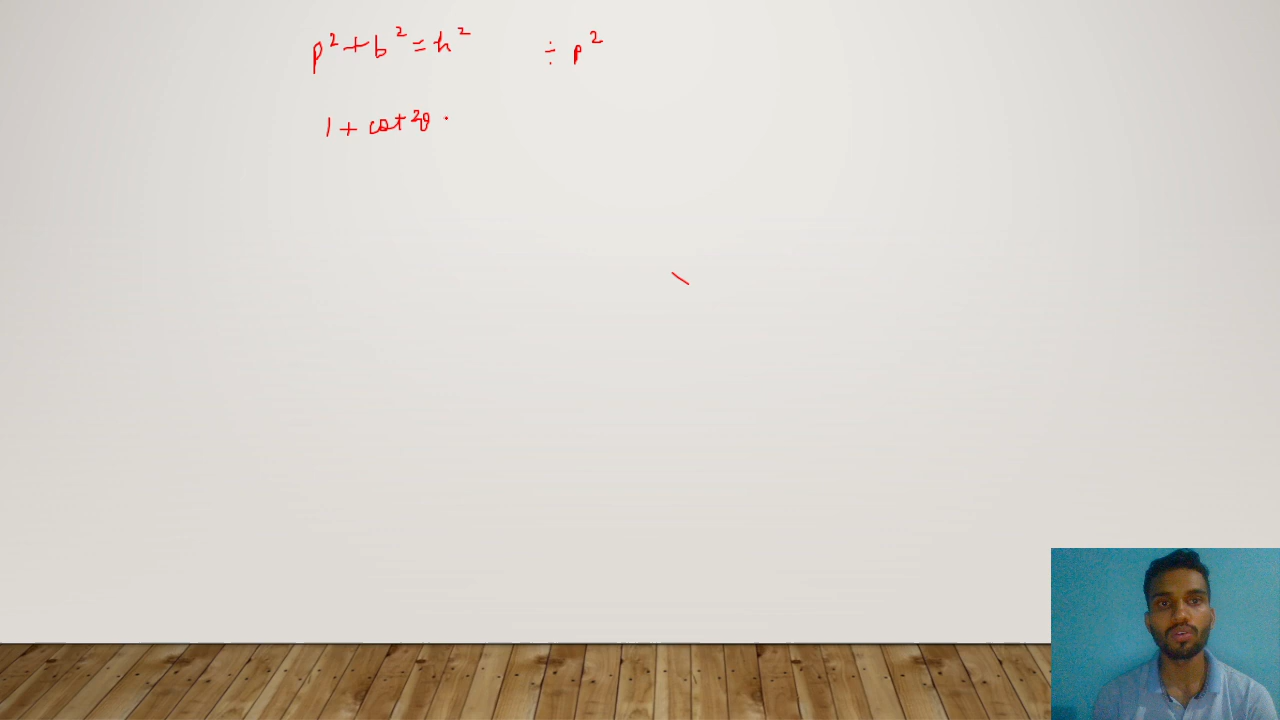 p² + b² = h² ÷ p²
1 + cot²θ